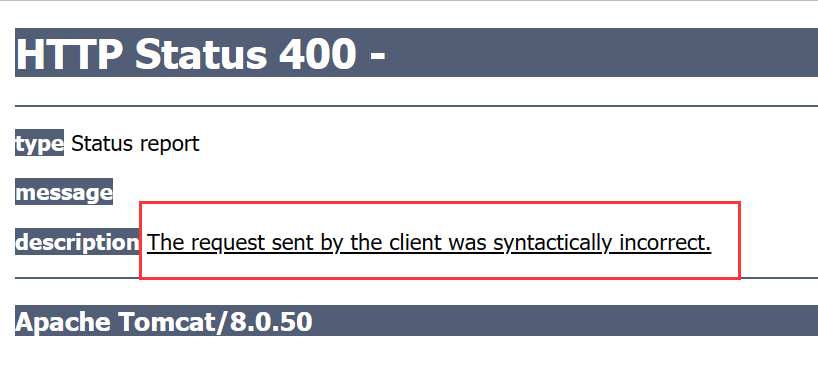 HTTP Status 400 -
type Status report
message
description The request sent by the client was syntactically incorrect.
Apache Tomcat/8.0.50